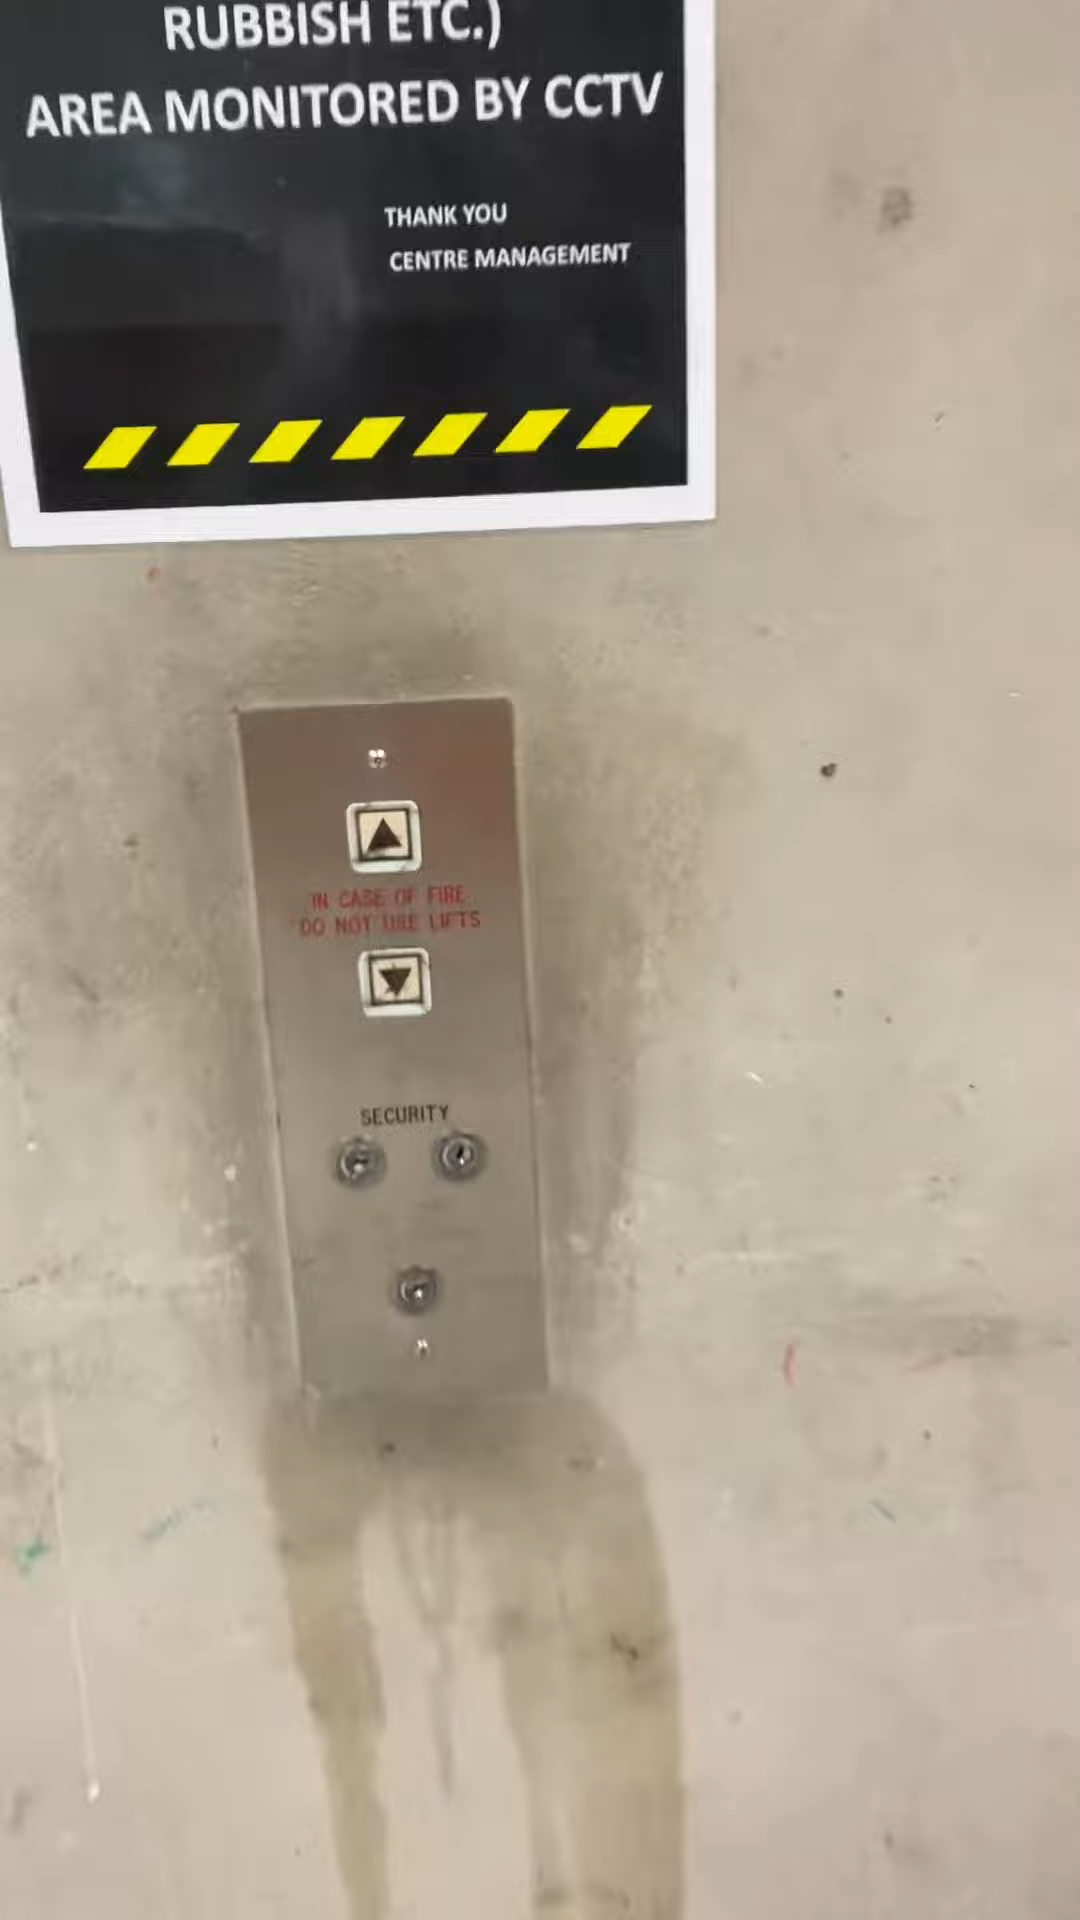 RUBBISH ETC.)
AREA MONITORED BY CCTV
THANK YOU
CENTRE MANAGEMENT
IN CASE OF FIRE
DO NOT USE LIFTS
SECURITY